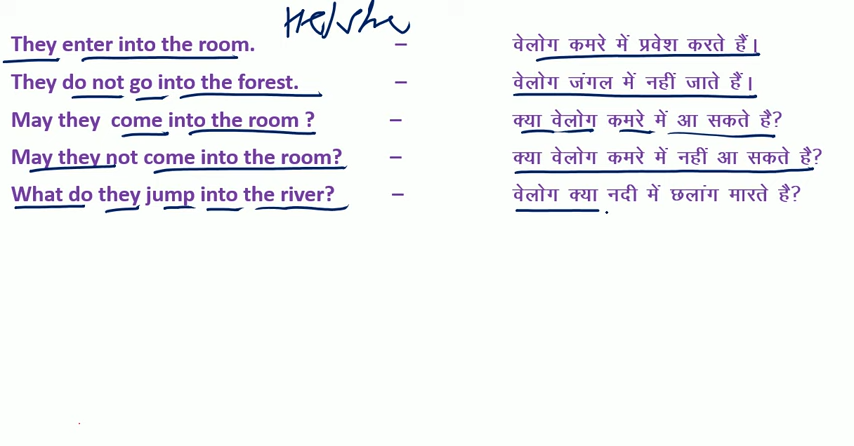 He/she
They enter into the room. – वेलोग कमरे में प्रवेश करते हैं।
They do not go into the forest. – वेलोग जंगल में नहीं जाते हैं।
May they come into the room ? – क्या वेलोग कमरे में आ सकते है?
May they not come into the room? – क्या वेलोग कमरे में नहीं आ सकते है?
What do they jump into the river? – वेलोग क्या नदी में छलांग मारते है?